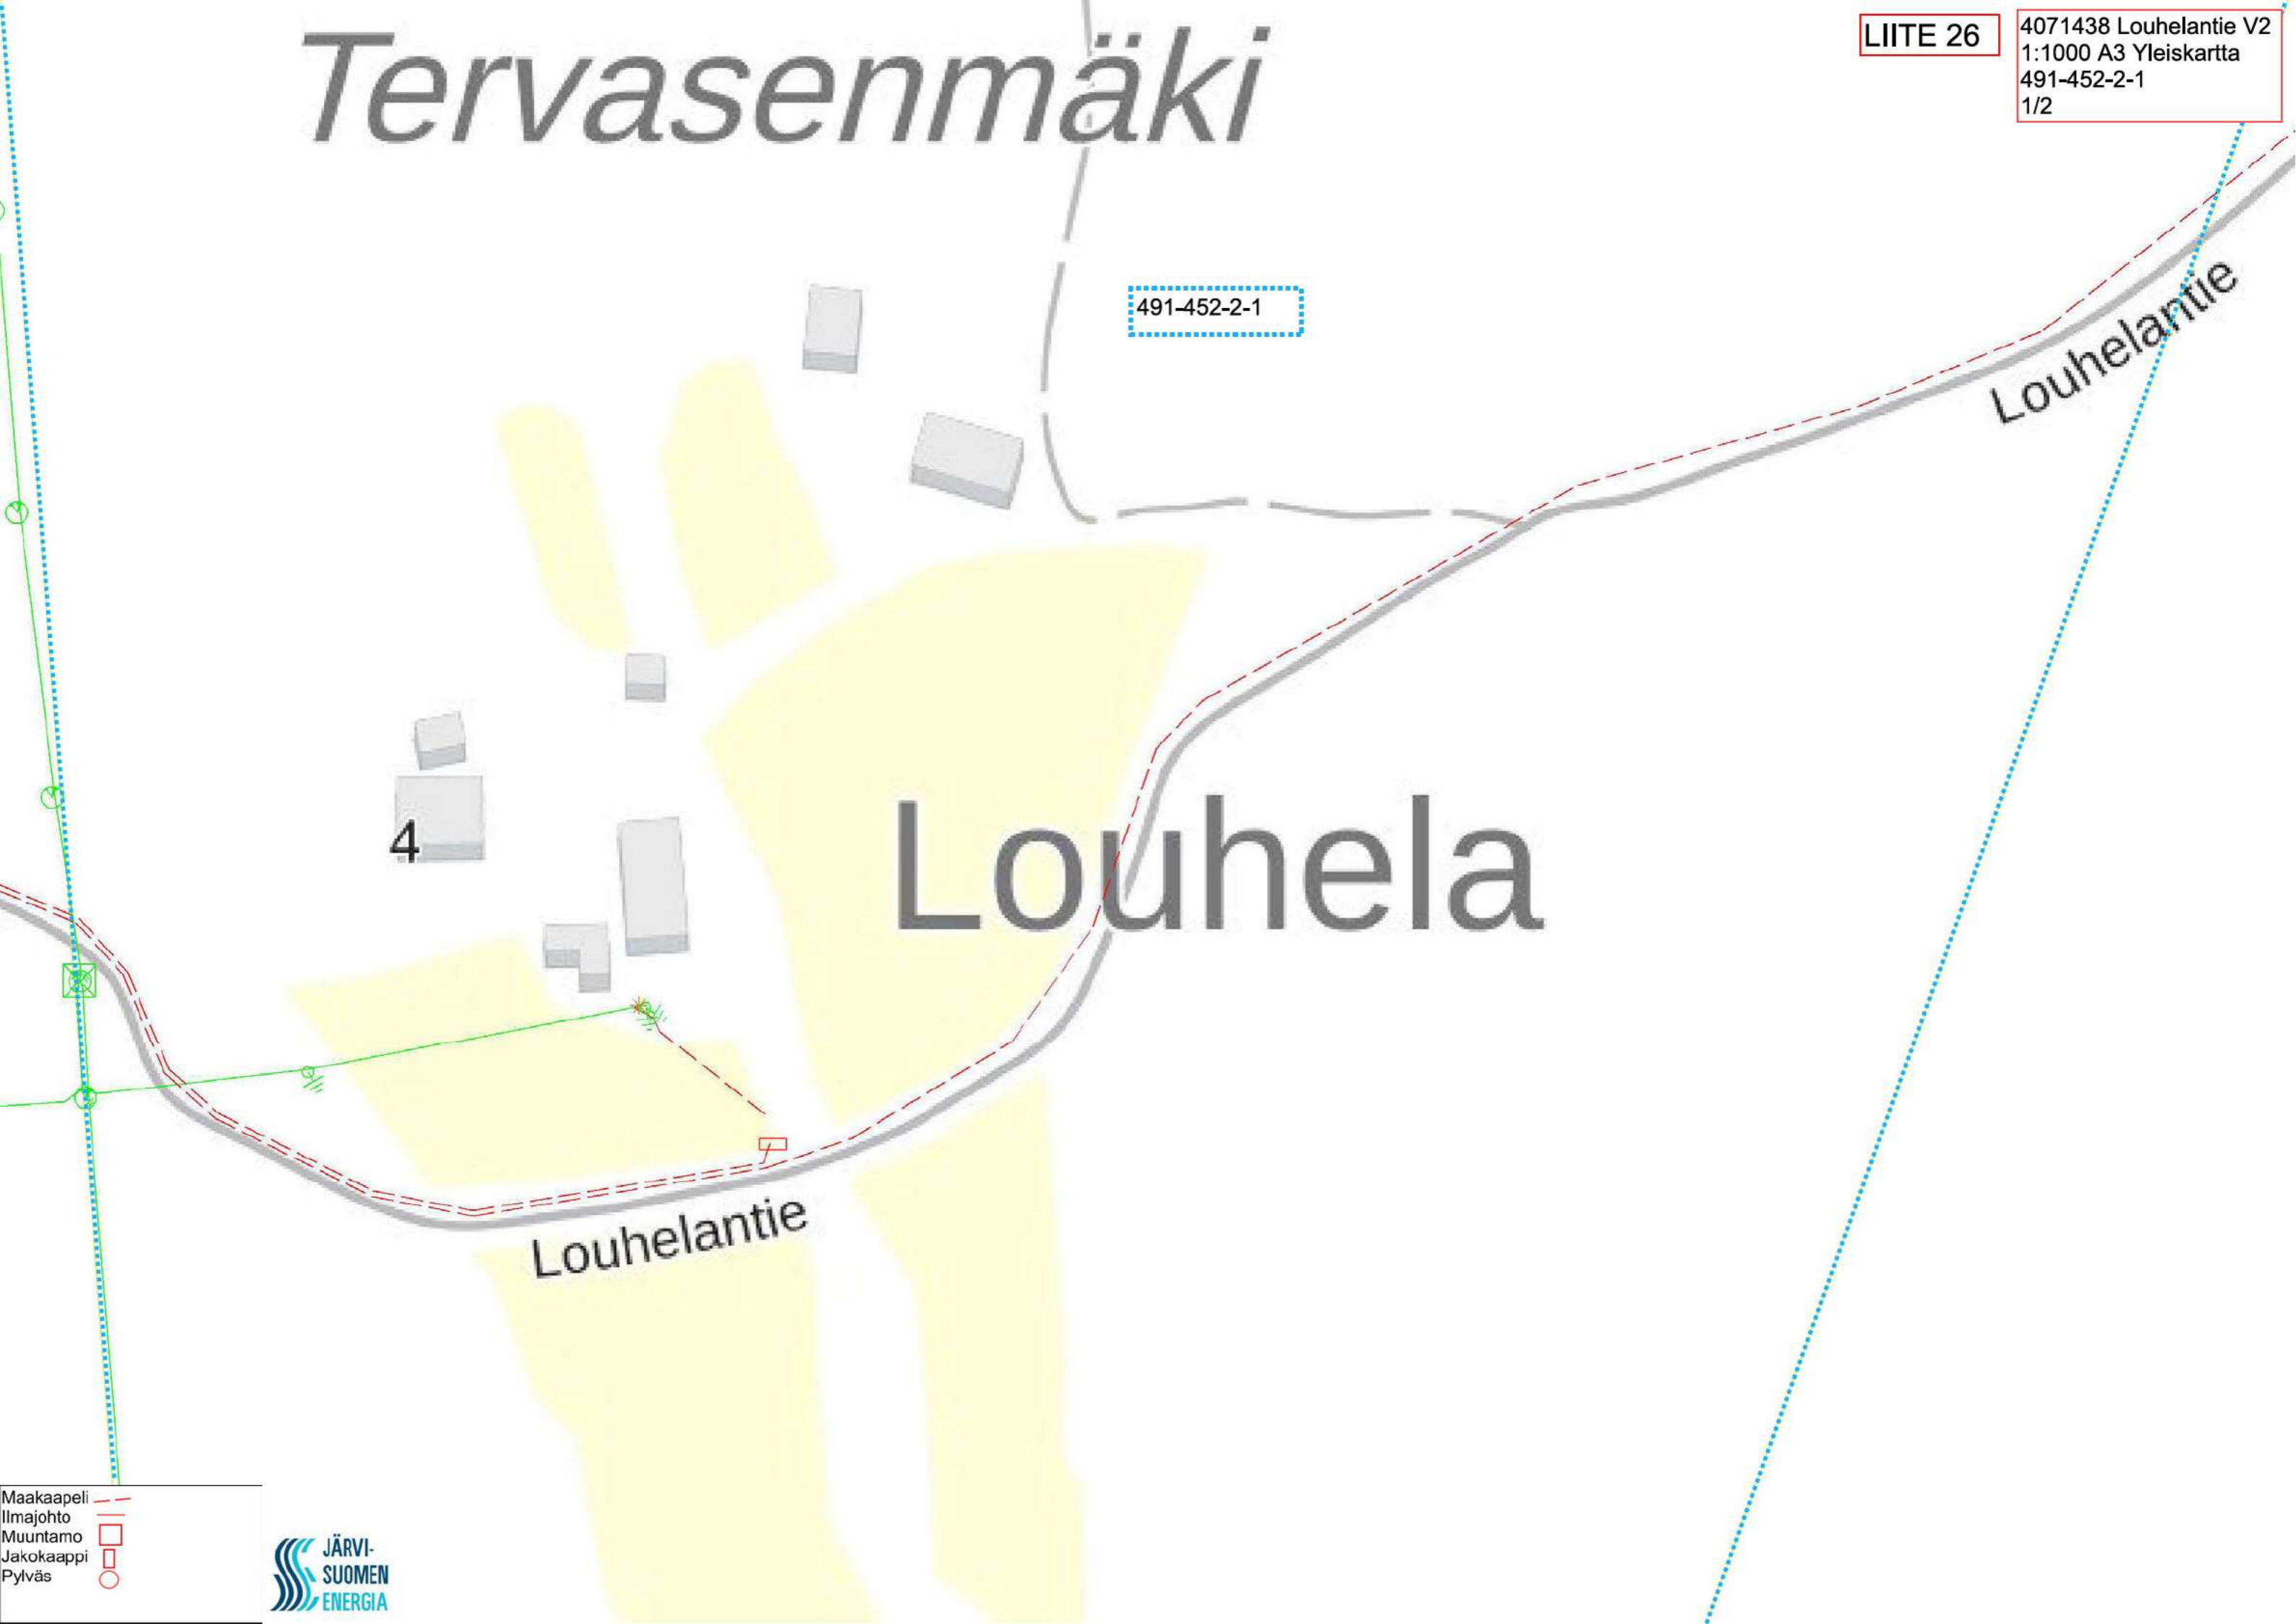 Tervasenmäki
LIITE 26
4071438 Louhelantie V2
1:1000 A3 Yleiskartta
491-452-2-1
1/2
491-452-2-1
Louhelantie
4
Louhela
Louhelantie
Maakaapeli
Ilmajohto
Muuntamo
Jakokaappi
Pylväs
JÄRVI-
SUOMEN
ENERGIA